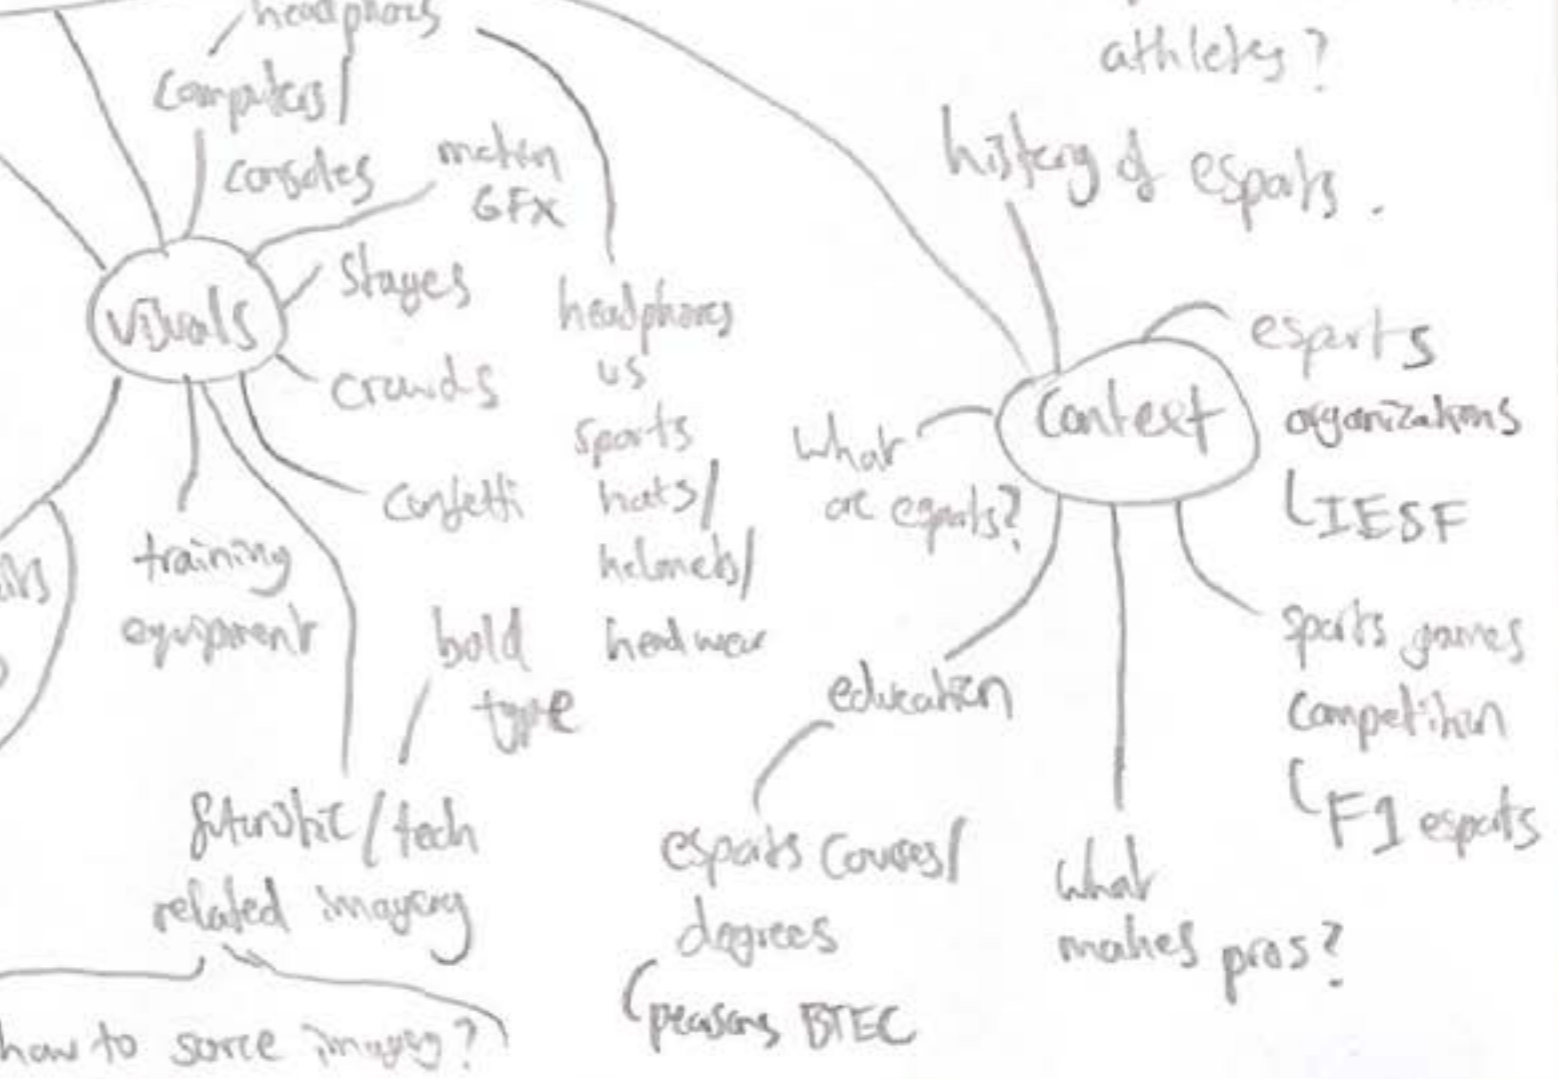 headphones
computers/
consoles
motion
GFX
visuals
stages
crowds
confetti
training
equipment
headphones
us
sports
hats/
helmets/
headwear
bold
type
futuristic/tech
related imagery
how to sorce imagery?
athletes?
history of esports.
context
esports
organizations
IESF
what
are esports?
sports games
competition
F1 esports
education
esports courses/
degrees
pearsons BTEC
what
makes pros?